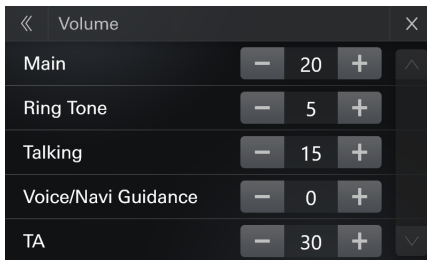 Volume
Main 20
Ring Tone 5
Talking 15
Voice/Navi Guidance 0
TA 30